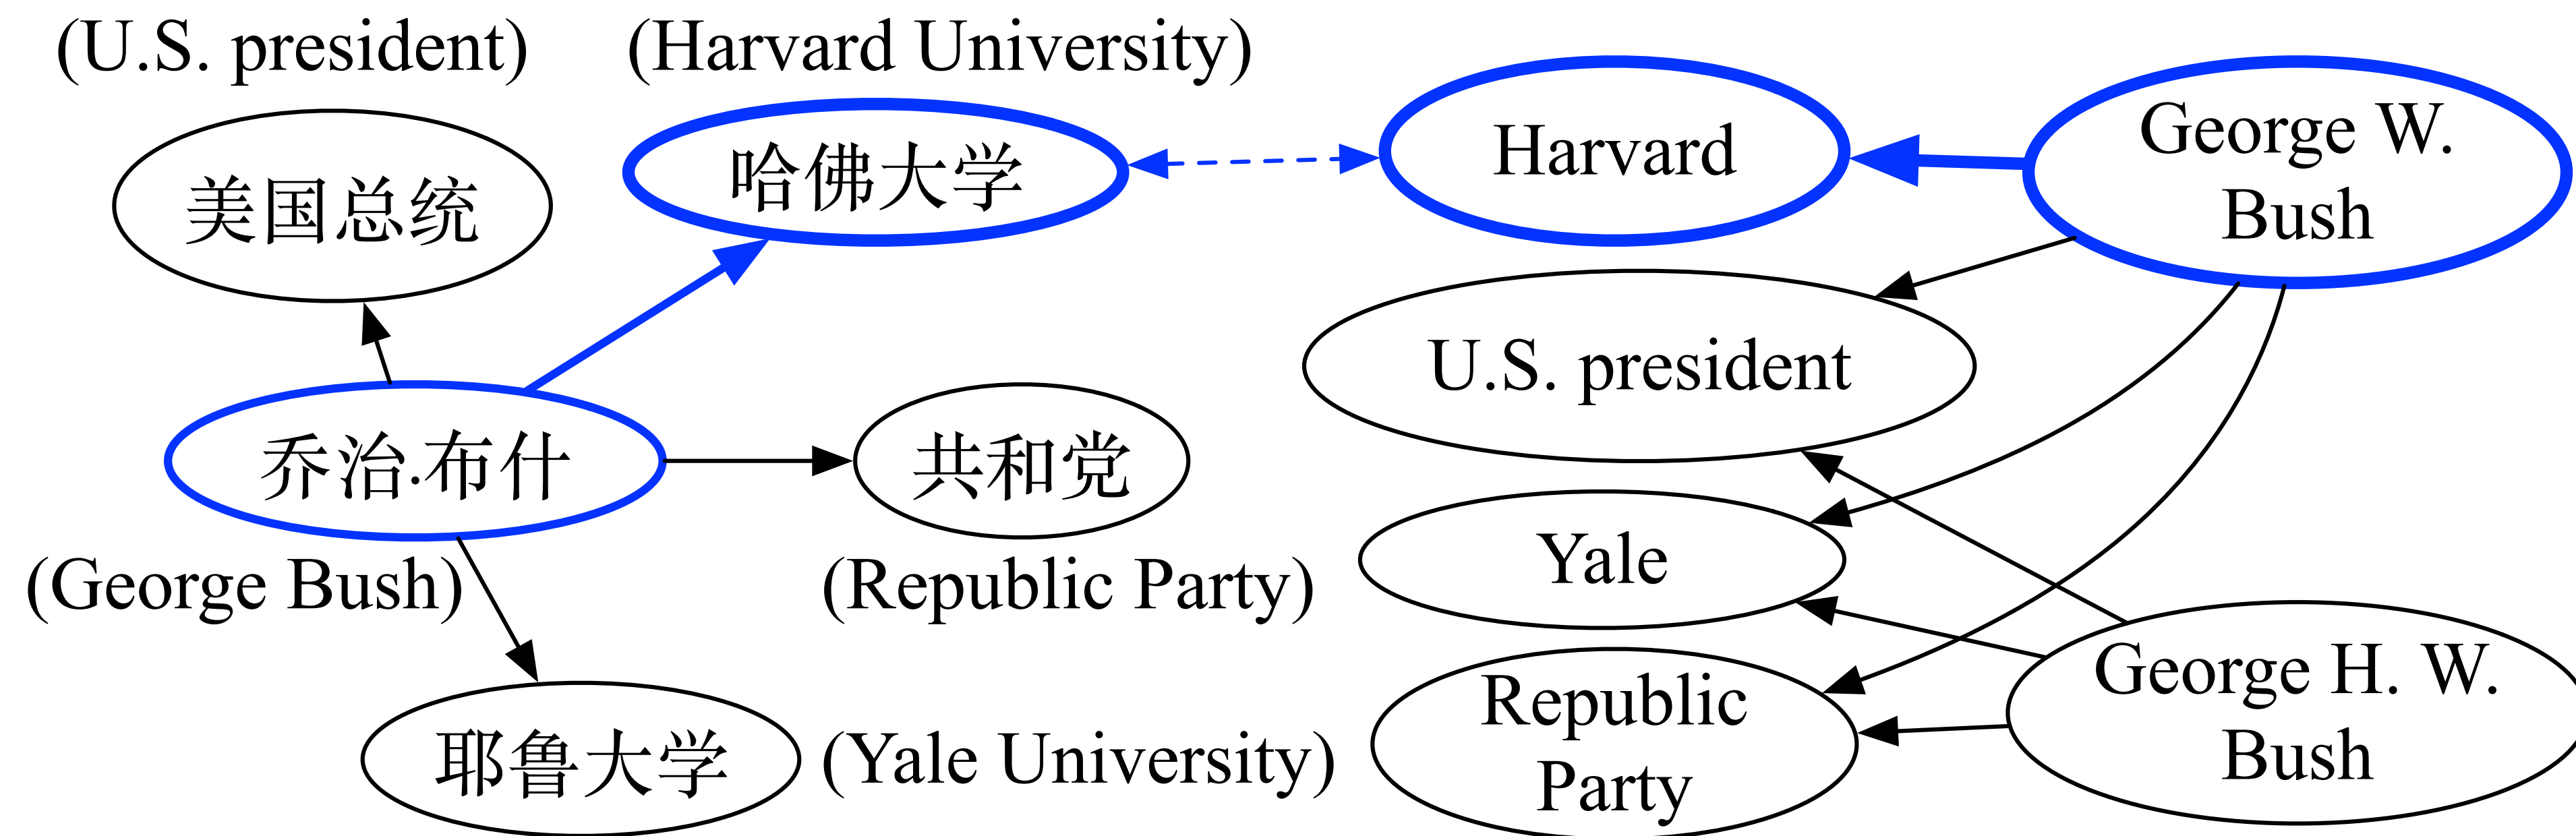 (U.S. president)
(Harvard University)
美国总统
哈佛大学
乔治.布什
(George Bush)
共和党
(Republic Party)
耶鲁大学
(Yale University)
Harvard
George W.
Bush
U.S. president
Yale
Republic
Party
George H. W.
Bush